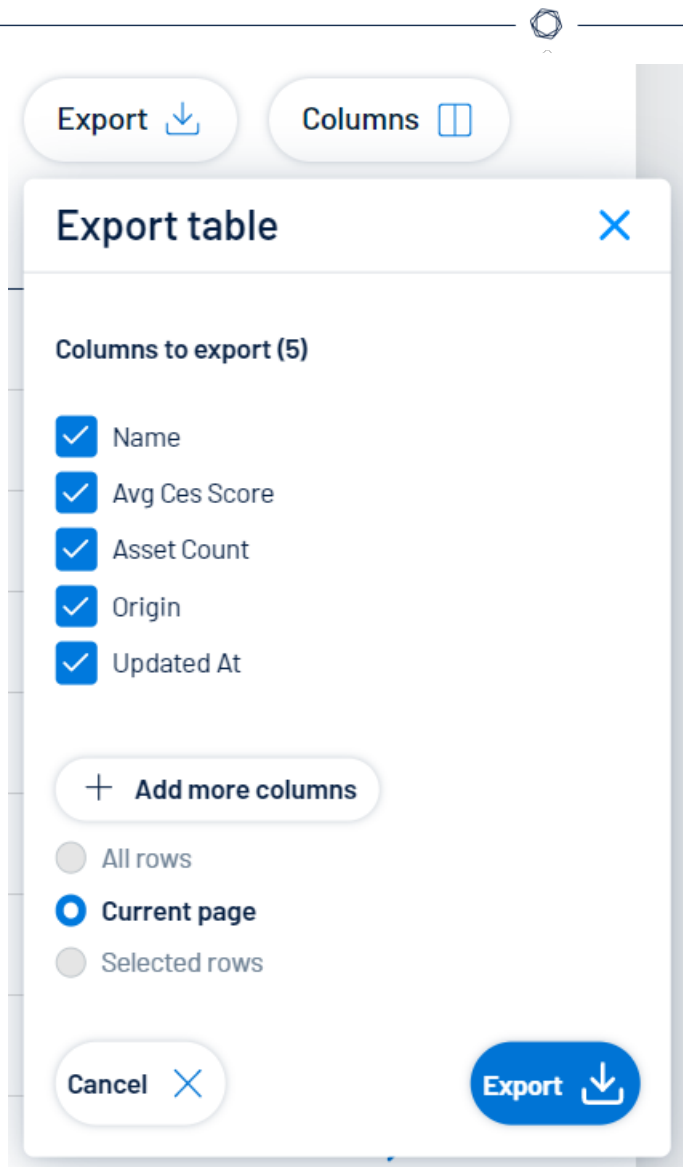 Export
Columns
Export table
Columns to export (5)
Name
Avg Ces Score
Asset Count
Origin
Updated At
Add more columns
All rows
Current page
Selected rows
Cancel
Export